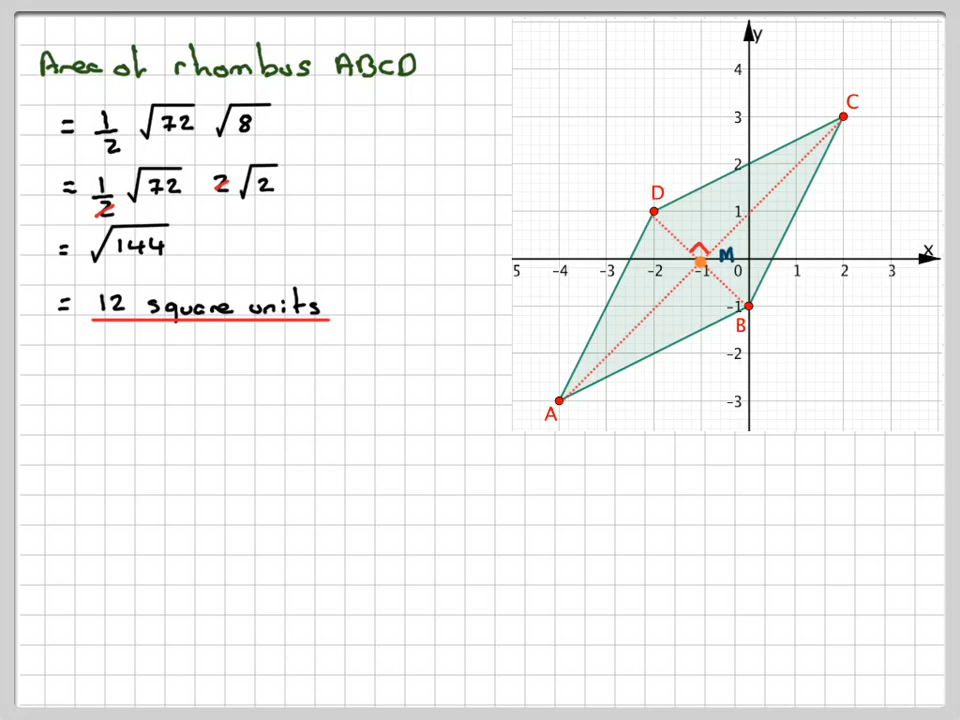 Area of rhombus ABCD
= 1/2 √72 √8
= 1/2 √72 2√2
= √144
= 12 square units
y
4
C
3
2
D
1
M
x
5 -4 -3 -2 -1 0 1 2 3
-1
B
-2
-3
A